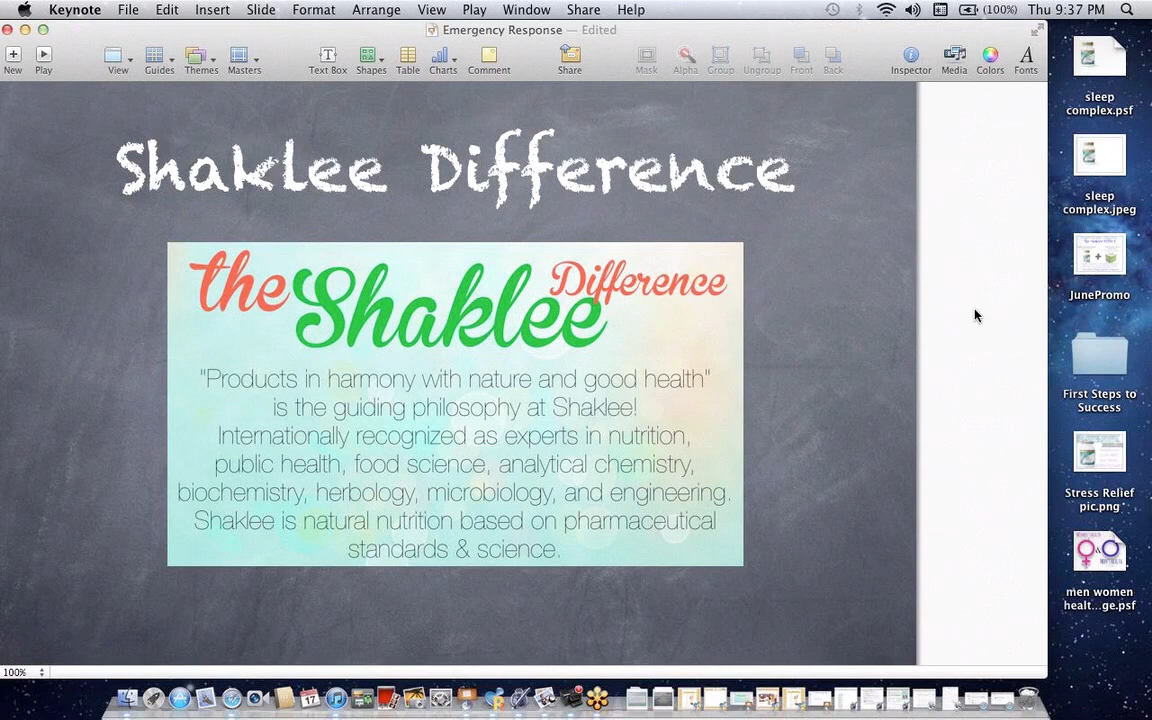 Keynote File Edit Insert Slide Format Arrange View Play Window Share Help (100%) Thu 9:37 PM
Emergency Response — Edited
New Play View Guides Themes Masters Text Box Shapes Table Charts Comment Share Mask Alpha Group Ungroup Front Back Inspector Media Colors Fonts
Shaklee Difference
the Shaklee Difference
"Products in harmony with nature and good health"
is the guiding philosophy at Shaklee!
Internationally recognized as experts in nutrition,
public health, food science, analytical chemistry,
biochemistry, herbology, microbiology, and engineering.
Shaklee is natural nutrition based on pharmaceutical
standards & science.
sleep
complex.psf
sleep
complex.jpeg
JunePromo
First Steps to
Success
Stress Relief
pic.png
men women
healt...ge.psf
100%
17